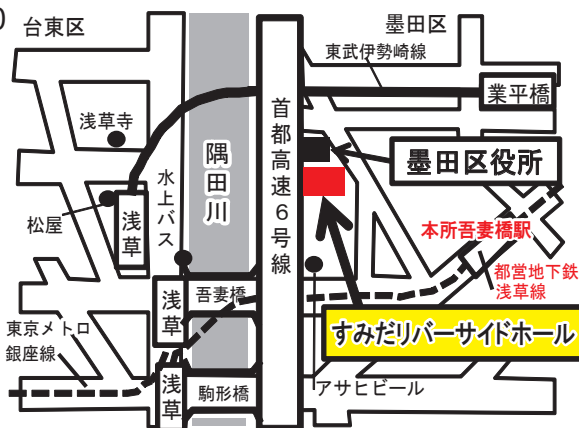 )
台東区
墨田区
東武伊勢崎線
業平橋
浅草寺
隅田川
首都高速6号線
墨田区役所
水上バス
松屋
浅草
本所吾妻橋駅
都営地下鉄
浅草線
浅草
吾妻橋
東京メトロ
銀座線
すみだリバーサイドホール
浅草
駒形橋
アサヒビール